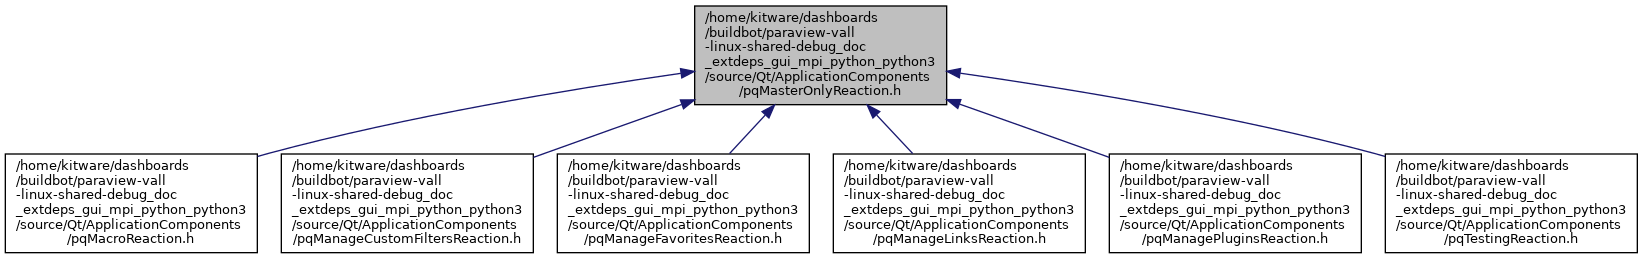 /home/kitware/dashboards
/buildbot/paraview-vall
-linux-shared-debug_doc
_extdeps_gui_mpi_python_python3
/source/Qt/ApplicationComponents
/pqMasterOnlyReaction.h
/home/kitware/dashboards
/buildbot/paraview-vall
-linux-shared-debug_doc
_extdeps_gui_mpi_python_python3
/source/Qt/ApplicationComponents
/pqMacroReaction.h
/home/kitware/dashboards
/buildbot/paraview-vall
-linux-shared-debug_doc
_extdeps_gui_mpi_python_python3
/source/Qt/ApplicationComponents
/pqManageCustomFiltersReaction.h
/home/kitware/dashboards
/buildbot/paraview-vall
-linux-shared-debug_doc
_extdeps_gui_mpi_python_python3
/source/Qt/ApplicationComponents
/pqManageFavoritesReaction.h
/home/kitware/dashboards
/buildbot/paraview-vall
-linux-shared-debug_doc
_extdeps_gui_mpi_python_python3
/source/Qt/ApplicationComponents
/pqManageLinksReaction.h
/home/kitware/dashboards
/buildbot/paraview-vall
-linux-shared-debug_doc
_extdeps_gui_mpi_python_python3
/source/Qt/ApplicationComponents
/pqManagePluginsReaction.h
/home/kitware/dashboards
/buildbot/paraview-vall
-linux-shared-debug_doc
_extdeps_gui_mpi_python_python3
/source/Qt/ApplicationComponents
/pqTestingReaction.h